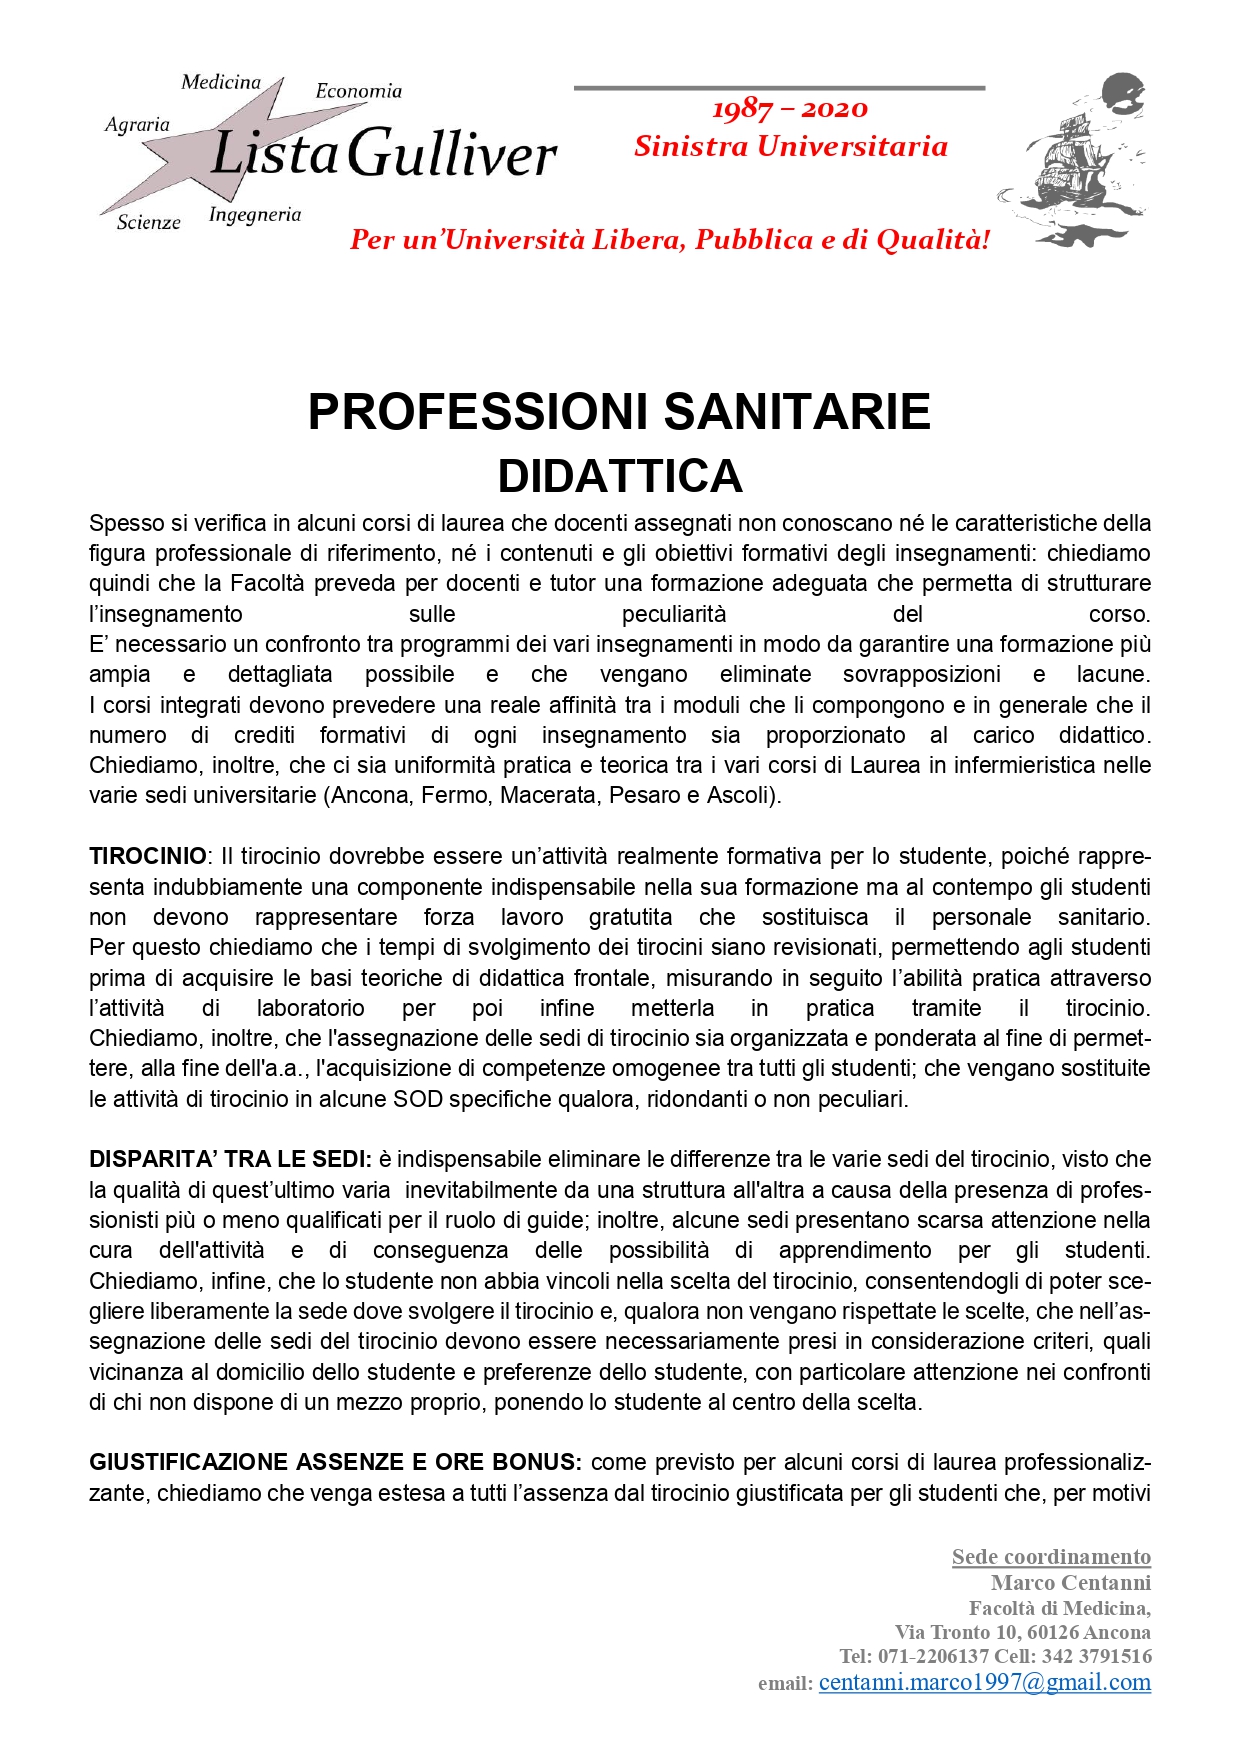 Medicina
Economia
Agraria
Lista Gulliver
Scienze
Ingegneria
1987 – 2020
Sinistra Universitaria
Per un’Università Libera, Pubblica e di Qualità!
PROFESSIONI SANITARIE
DIDATTICA
Spesso si verifica in alcuni corsi di laurea che docenti assegnati non conoscano né le caratteristiche della
figura professionale di riferimento, né i contenuti e gli obiettivi formativi degli insegnamenti: chiediamo
quindi che la Facoltà preveda per docenti e tutor una formazione adeguata che permetta di strutturare
l’insegnamento sulle peculiarità del corso.
E’ necessario un confronto tra programmi dei vari insegnamenti in modo da garantire una formazione più
ampia e dettagliata possibile e che vengano eliminate sovrapposizioni e lacune.
I corsi integrati devono prevedere una reale affinità tra i moduli che li compongono e in generale che il
numero di crediti formativi di ogni insegnamento sia proporzionato al carico didattico.
Chiediamo, inoltre, che ci sia uniformità pratica e teorica tra i vari corsi di Laurea in infermieristica nelle
varie sedi universitarie (Ancona, Fermo, Macerata, Pesaro e Ascoli).
TIROCINIO: Il tirocinio dovrebbe essere un’attività realmente formativa per lo studente, poiché rappre-
senta indubbiamente una componente indispensabile nella sua formazione ma al contempo gli studenti
non devono rappresentare forza lavoro gratutita che sostituisca il personale sanitario.
Per questo chiediamo che i tempi di svolgimento dei tirocini siano revisionati, permettendo agli studenti
prima di acquisire le basi teoriche di didattica frontale, misurando in seguito l’abilità pratica attraverso
l’attività di laboratorio per poi infine metterla in pratica tramite il tirocinio.
Chiediamo, inoltre, che l'assegnazione delle sedi di tirocinio sia organizzata e ponderata al fine di permet-
tere, alla fine dell'a.a., l'acquisizione di competenze omogenee tra tutti gli studenti; che vengano sostituite
le attività di tirocinio in alcune SOD specifiche qualora, ridondanti o non peculiari.
DISPARITA’ TRA LE SEDI: è indispensabile eliminare le differenze tra le varie sedi del tirocinio, visto che
la qualità di quest’ultimo varia  inevitabilmente da una struttura all'altra a causa della presenza di profes-
sionisti più o meno qualificati per il ruolo di guide; inoltre, alcune sedi presentano scarsa attenzione nella
cura dell'attività e di conseguenza delle possibilità di apprendimento per gli studenti.
Chiediamo, infine, che lo studente non abbia vincoli nella scelta del tirocinio, consentendogli di poter sce-
gliere liberamente la sede dove svolgere il tirocinio e, qualora non vengano rispettate le scelte, che nell’as-
segnazione delle sedi del tirocinio devono essere necessariamente presi in considerazione criteri, quali
vicinanza al domicilio dello studente e preferenze dello studente, con particolare attenzione nei confronti
di chi non dispone di un mezzo proprio, ponendo lo studente al centro della scelta.
GIUSTIFICAZIONE ASSENZE E ORE BONUS: come previsto per alcuni corsi di laurea professionaliz-
zante, chiediamo che venga estesa a tutti l’assenza dal tirocinio giustificata per gli studenti che, per motivi
Sede coordinamento
Marco Centanni
Facoltà di Medicina,
Via Tronto 10, 60126 Ancona
Tel: 071-2206137 Cell: 342 3791516
email: centanni.marco1997@gmail.com